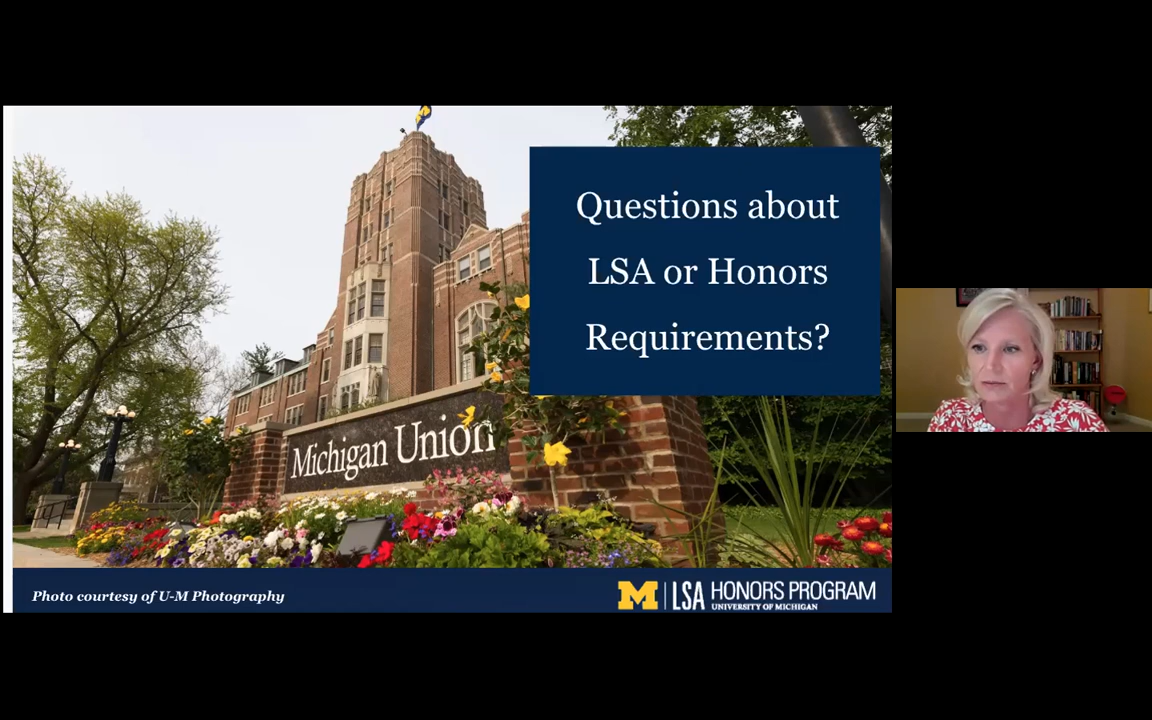 Questions about
LSA or Honors
Requirements?
Michigan Union
Photo courtesy of U-M Photography
M LSA HONORS PROGRAM
UNIVERSITY OF MICHIGAN